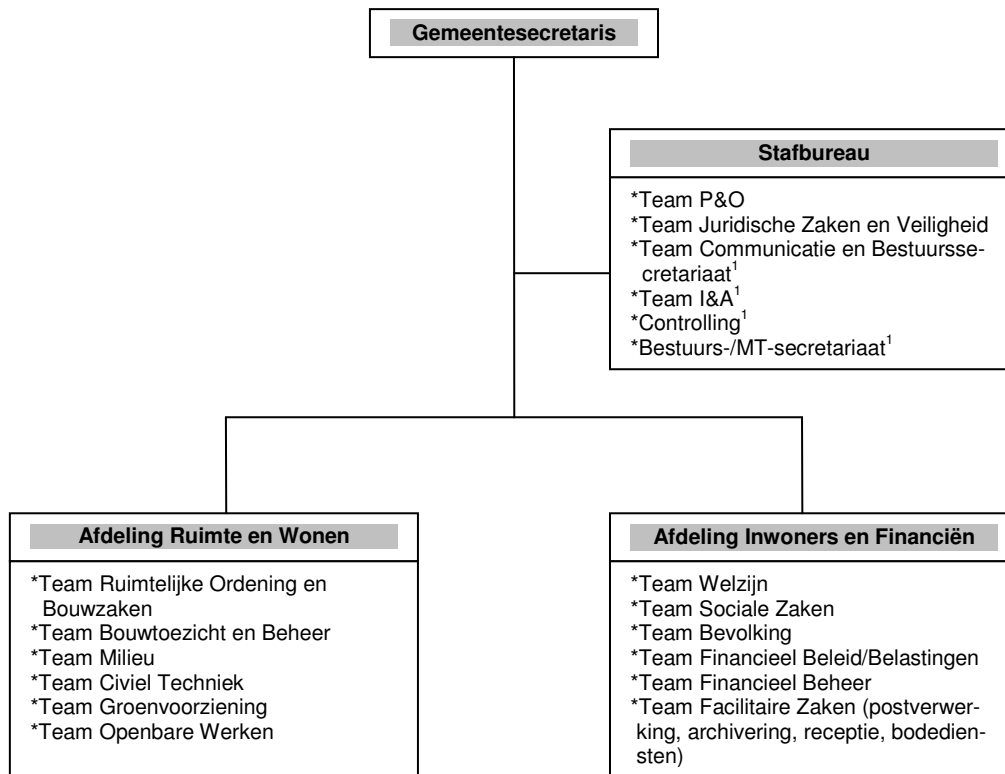 Gemeentesecretaris
Stafbureau
*Team P&O
*Team Juridische Zaken en Veiligheid
*Team Communicatie en Bestuursse-
cretariaat¹
*Team I&A¹
*Controlling¹
*Bestuurs-/MT-secretariaat¹
Afdeling Ruimte en Wonen
*Team Ruimtelijke Ordening en
Bouwzaken
*Team Bouwtoezicht en Beheer
*Team Milieu
*Team Civiel Techniek
*Team Groenvoorziening
*Team Openbare Werken
Afdeling Inwoners en Financiën
*Team Welzijn
*Team Sociale Zaken
*Team Bevolking
*Team Financieel Beleid/Belastingen
*Team Financieel Beheer
*Team Facilitaire Zaken (postverwer-
king, archivering, receptie, bodedien-
sten)